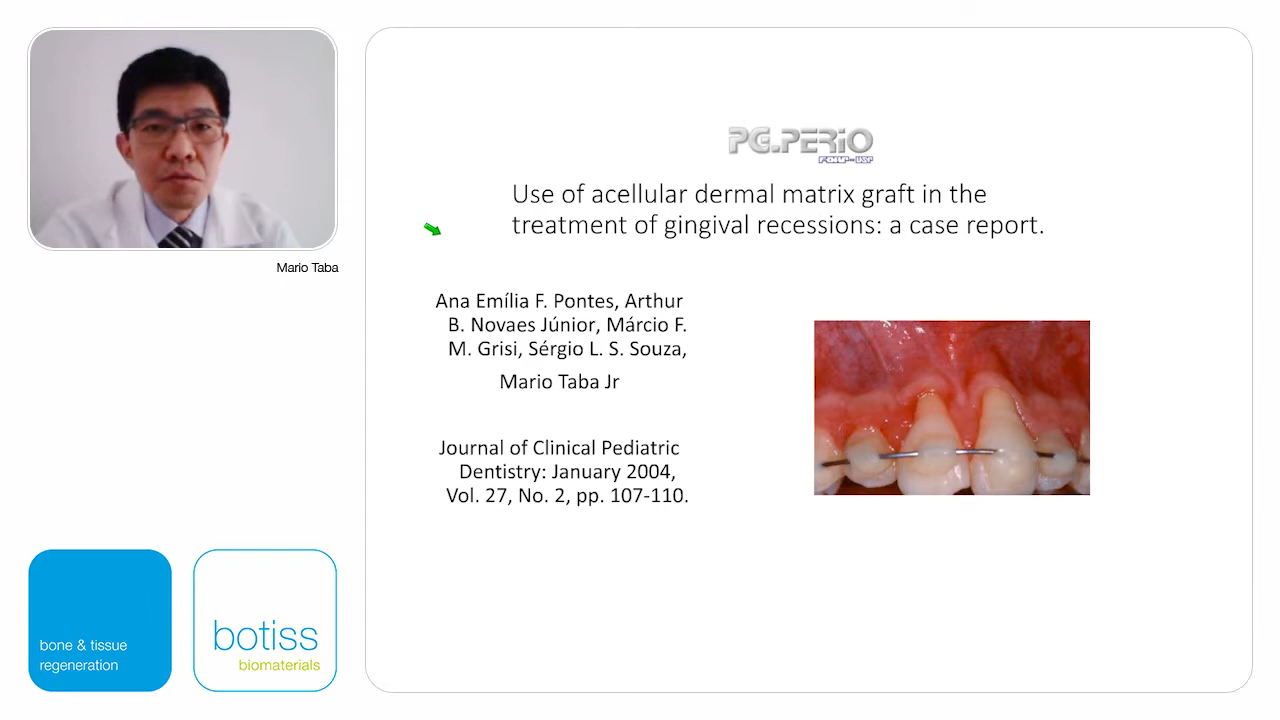 Mario Taba
bone & tissue
regeneration
botiss
biomaterials
PG.PERiO
FORP-USP
Use of acellular dermal matrix graft in the
treatment of gingival recessions: a case report.
Ana Emília F. Pontes, Arthur
B. Novaes Júnior, Márcio F.
M. Grisi, Sérgio L. S. Souza,
Mario Taba Jr
Journal of Clinical Pediatric
Dentistry: January 2004,
Vol. 27, No. 2, pp. 107-110.